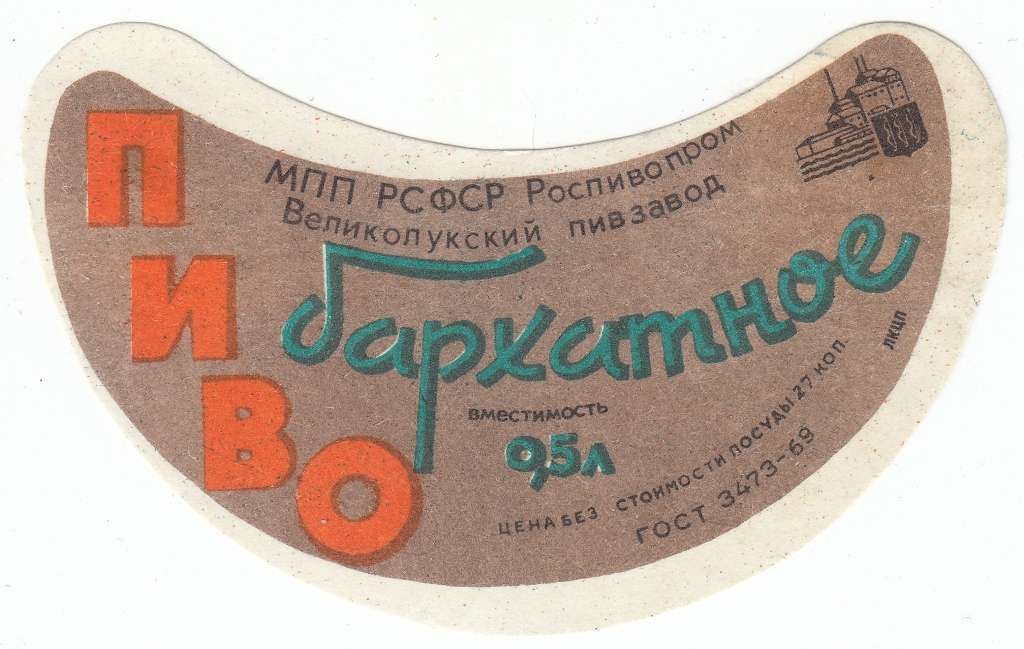 ПИВО
МПП РСФСР Роспивопром
Великолукский пивзавод
бархатное
вместимость
0,5л
ЦЕНА БЕЗ СТОИМОСТИ ПОСУДЫ 27 КОП.
ГОСТ 3473-69
ЛКЦП